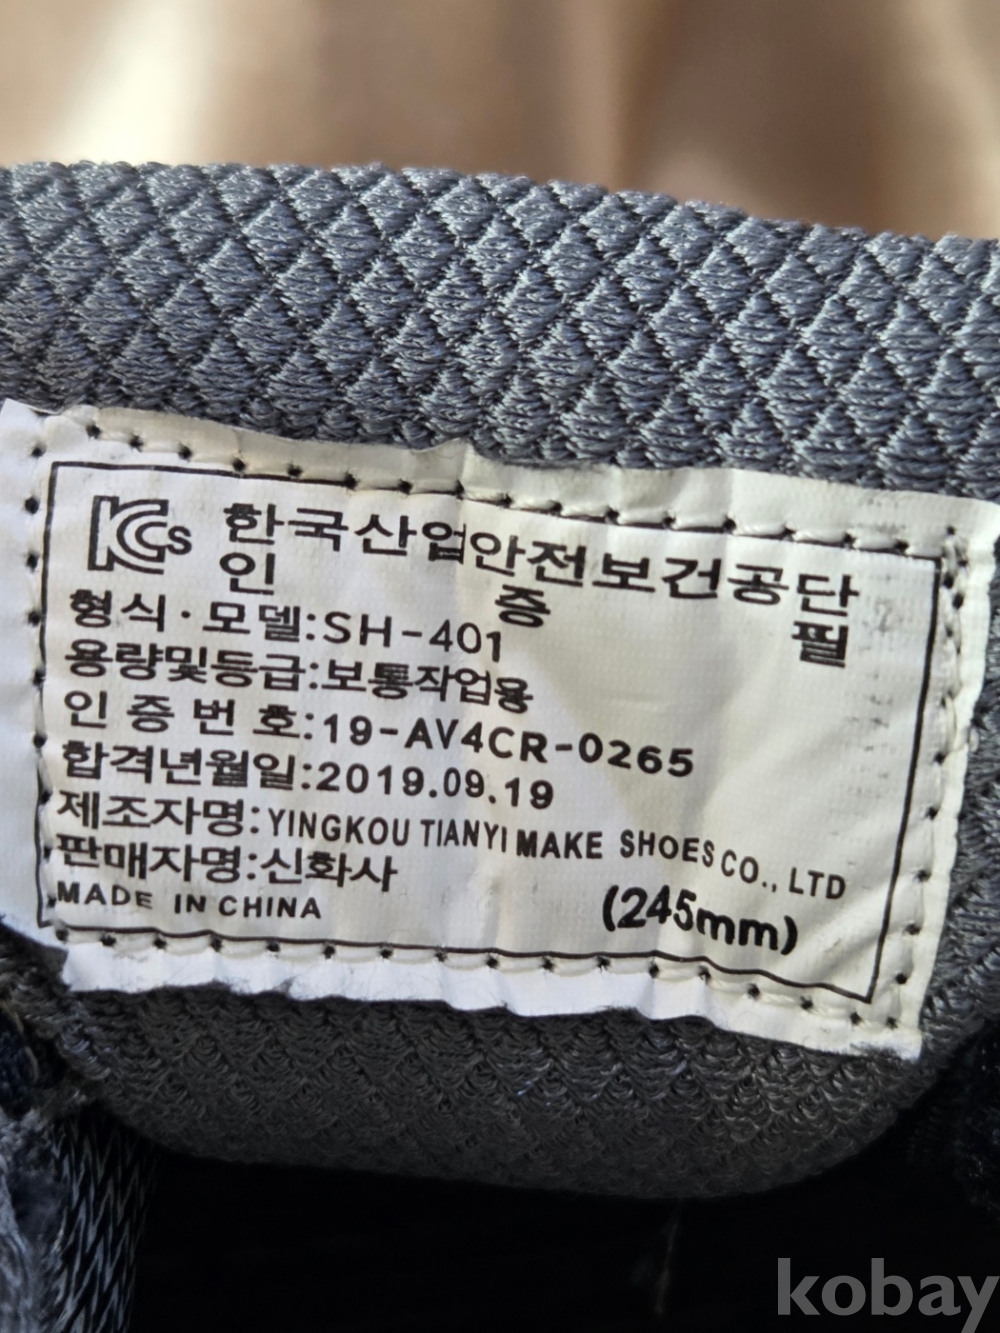 KCs 한국산업안전보건공단
인 증 필
형식·모델:SH-401
용량및등급:보통작업용
인증번호:19-AV4CR-0265
합격년월일:2019.09.19
제조자명:YINGKOU TIANYI MAKE SHOES CO., LTD
판매자명:신화사
MADE IN CHINA
(245mm)
kobay